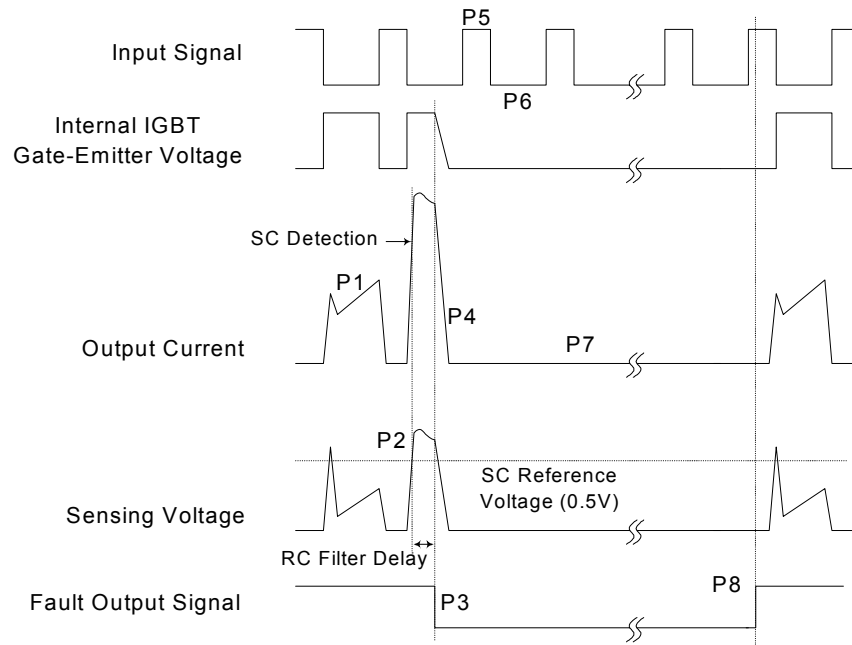 P5
Input Signal
P6
Internal IGBT
Gate-Emitter Voltage
SC Detection
P1
P4
Output Current
P7
P2
SC Reference
Voltage (0.5V)
Sensing Voltage
RC Filter Delay
P8
Fault Output Signal
P3